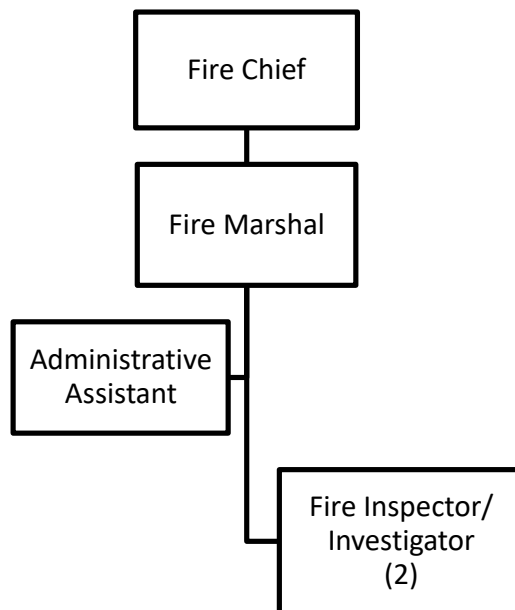 Fire Chief
Fire Marshal
Administrative
Assistant
Fire Inspector/
Investigator
(2)